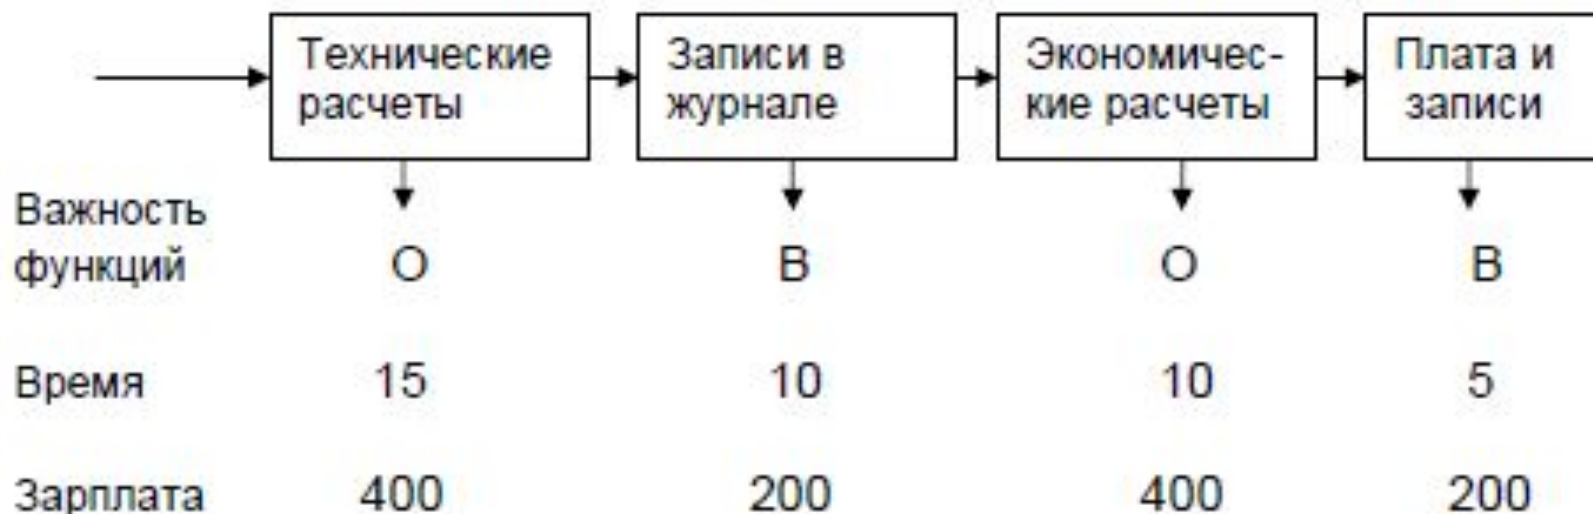 Технические
расчеты
Записи в
журнале
Экономичес-
кие расчеты
Плата и
записи
Важность
функций О В О В
Время 15 10 10 5
Зарплата 400 200 400 200